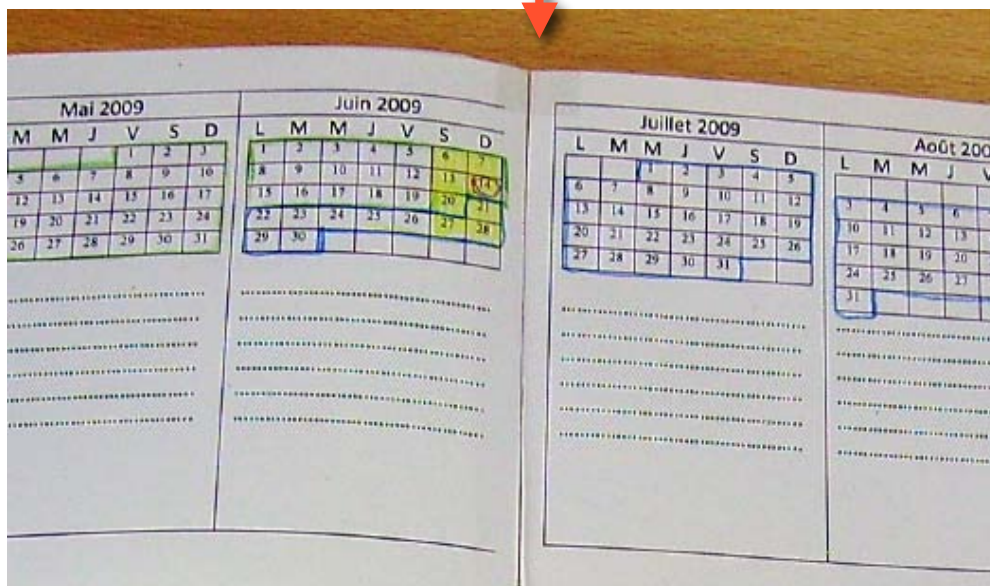 Mai 2009
M M J V S D
1 2 3
5 6 7 8 9 10
12 13 14 15 16 17
19 20 21 22 23 24
26 27 28 29 30 31
Juin 2009
L M M J V S D
1 2 3 4 5 6 7
8 9 10 11 12 13 14
15 16 17 18 19 20 21
22 23 24 25 26 27 28
29 30
Juillet 2009
L M M J V S D
1 2 3 4 5
6 7 8 9 10 11 12
13 14 15 16 17 18 19
20 21 22 23 24 25 26
27 28 29 30 31
Août 200
L M M J V
3 4 5 6
10 11 12 13
17 18 19 20
24 25 26 27
31